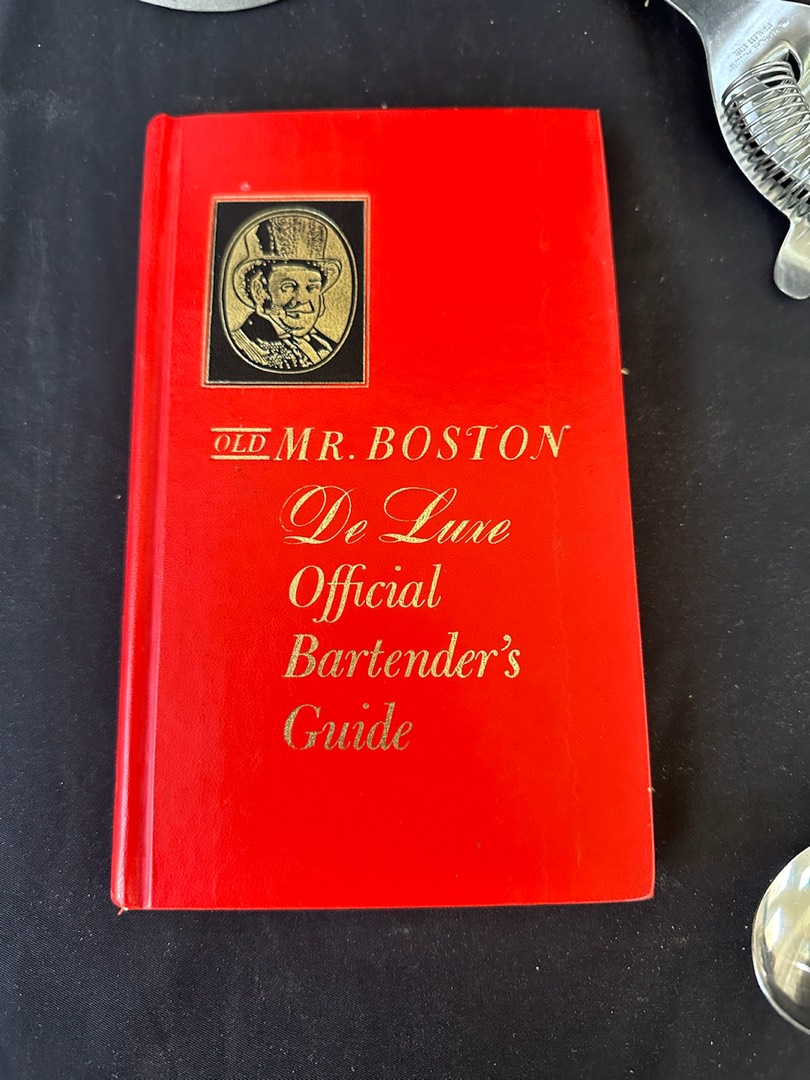 OLD MR. BOSTON
De Luxe
Official
Bartender's
Guide